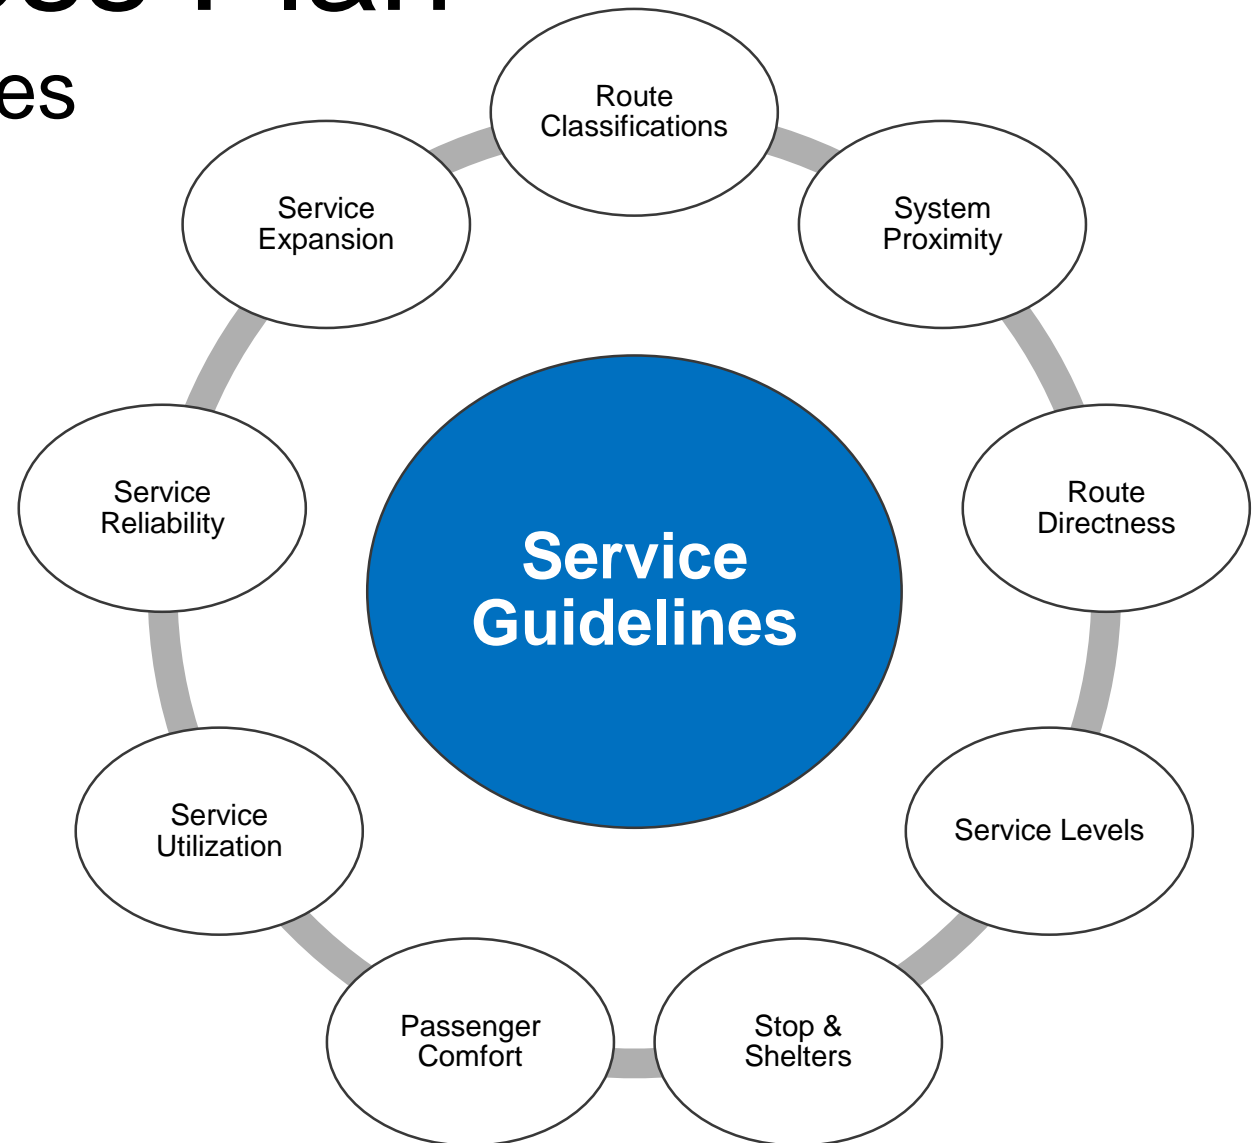 Plan
es
Route
Classifications
System
Proximity
Route
Directness
Service Levels
Stop &
Shelters
Passenger
Comfort
Service
Utilization
Service
Reliability
Service
Expansion
Service
Guidelines